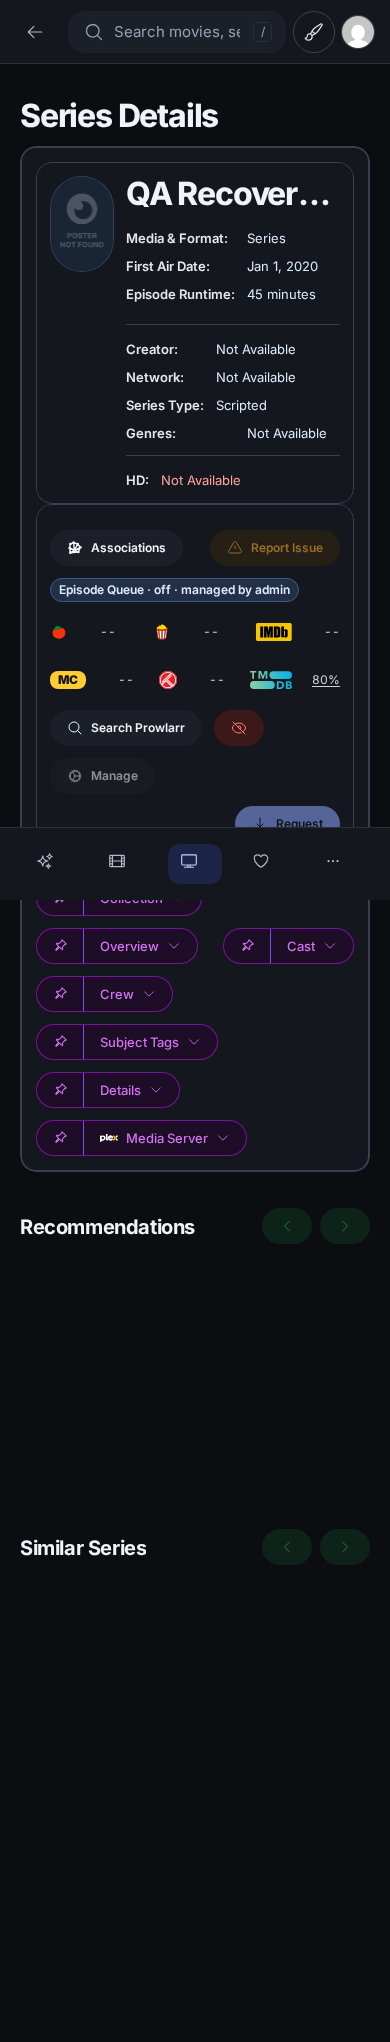 Search movies, se /
Series Details
POSTER
NOT FOUND
QA Recover...
Media & Format: Series
First Air Date: Jan 1, 2020
Episode Runtime: 45 minutes
Creator: Not Available
Network: Not Available
Series Type: Scripted
Genres: Not Available
HD: Not Available
Associations
Report Issue
Episode Queue · off · managed by admin
-- -- IMDb --
MC -- -- TMDB 80%
Search Prowlarr
Manage
Request
Collection
Overview
Cast
Crew
Subject Tags
Details
plex Media Server
Recommendations
Similar Series